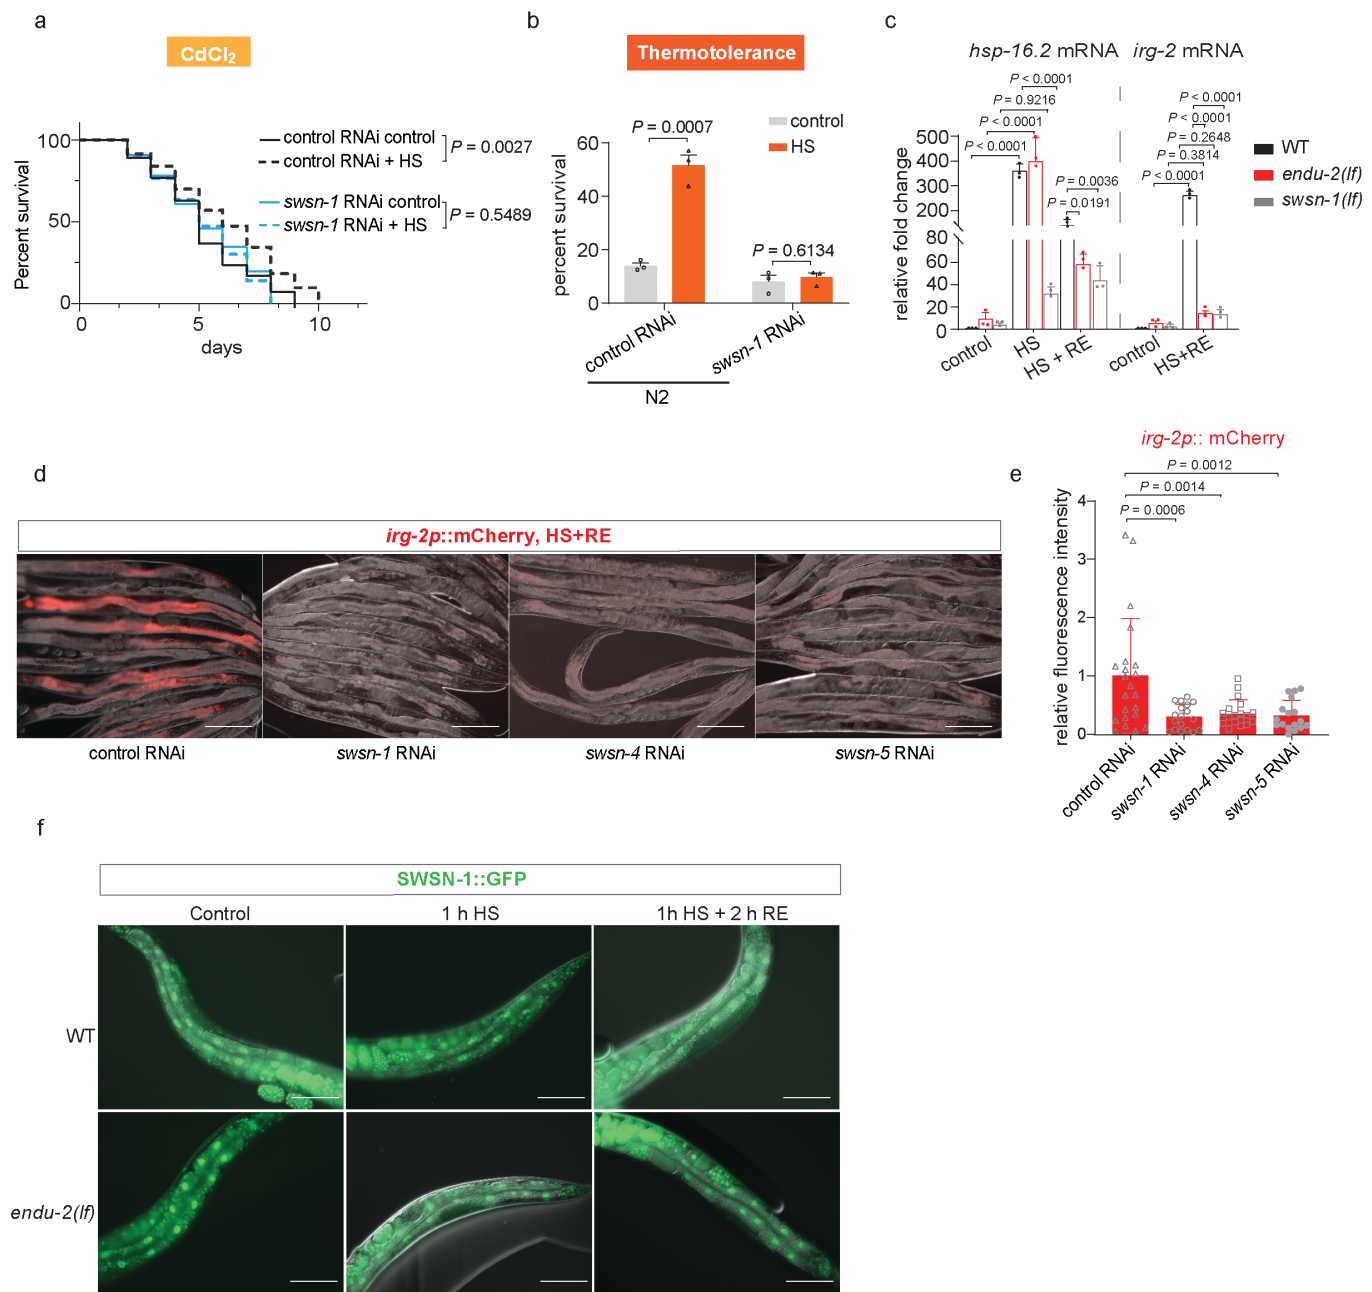 a
CdCl2
100
50
0
Percent survival
0
5
10
days
control RNAi control
control RNAi + HS
P = 0.0027
swsn-1 RNAi control
swsn-1 RNAi + HS
P = 0.5489
b
Thermotolerance
60
40
20
0
percent survival
P = 0.0007
P = 0.6134
control
HS
control RNAi
swsn-1 RNAi
N2
c
hsp-16.2 mRNA
irg-2 mRNA
P < 0.0001
P = 0.9216
P < 0.0001
P < 0.0001
P = 0.0036
P = 0.0191
P < 0.0001
P < 0.0001
P = 0.2648
P = 0.3814
P < 0.0001
500
400
300
200
80
60
40
20
0
relative fold change
control
HS
HS + RE
control
HS+RE
WT
endu-2(lf)
swsn-1(lf)
d
irg-2p::mCherry, HS+RE
control RNAi
swsn-1 RNAi
swsn-4 RNAi
swsn-5 RNAi
e
irg-2p:: mCherry
P = 0.0012
P = 0.0014
P = 0.0006
4
3
2
1
0
relative fluorescence intensity
control RNAi
swsn-1 RNAi
swsn-4 RNAi
swsn-5 RNAi
f
SWSN-1::GFP
Control
1 h HS
1h HS + 2 h RE
WT
endu-2(lf)